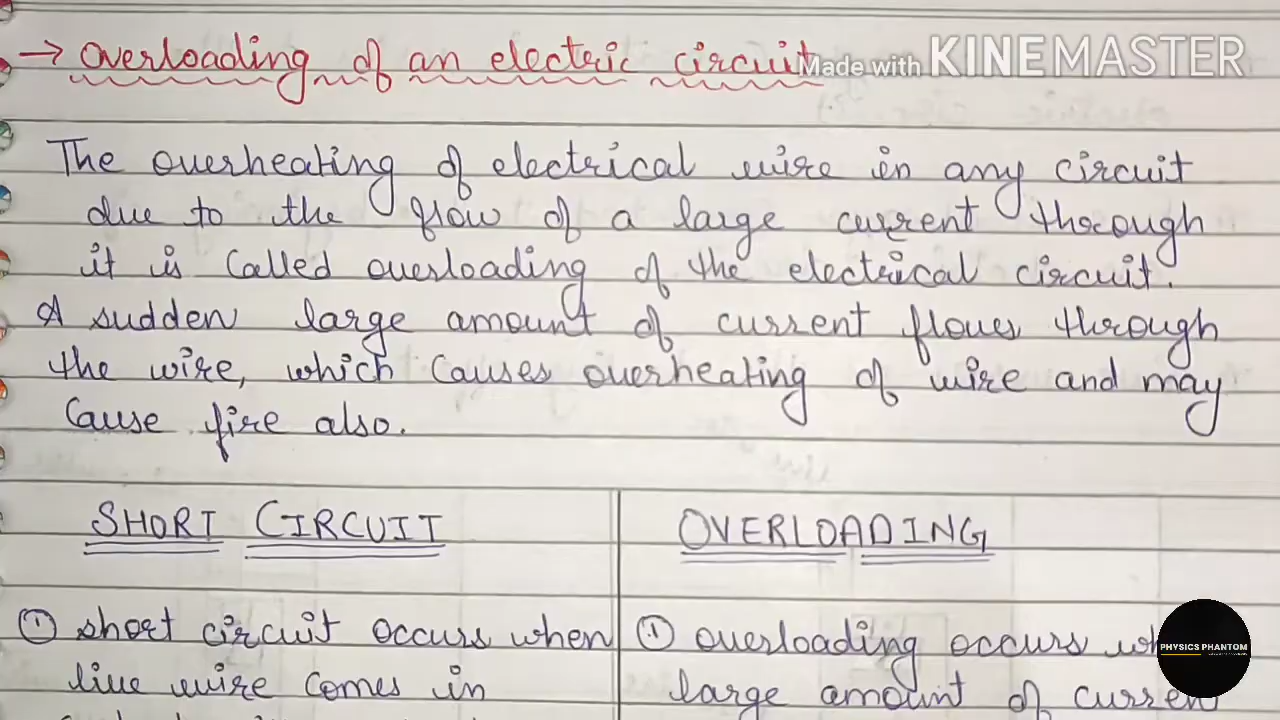 → Overloading of an electric circuit
Made with KINEMASTER
The overheating of electrical wire in any circuit
due to the flow of a large current through
it is called overloading of the electrical circuit.
A sudden large amount of current flows through
the wire, which causes overheating of wire and may
cause fire also.
SHORT CIRCUIT
① short circuit occurs when
live wire comes in
OVERLOADING
① overloading occurs
large amount of current
PHYSICS PHANTOM